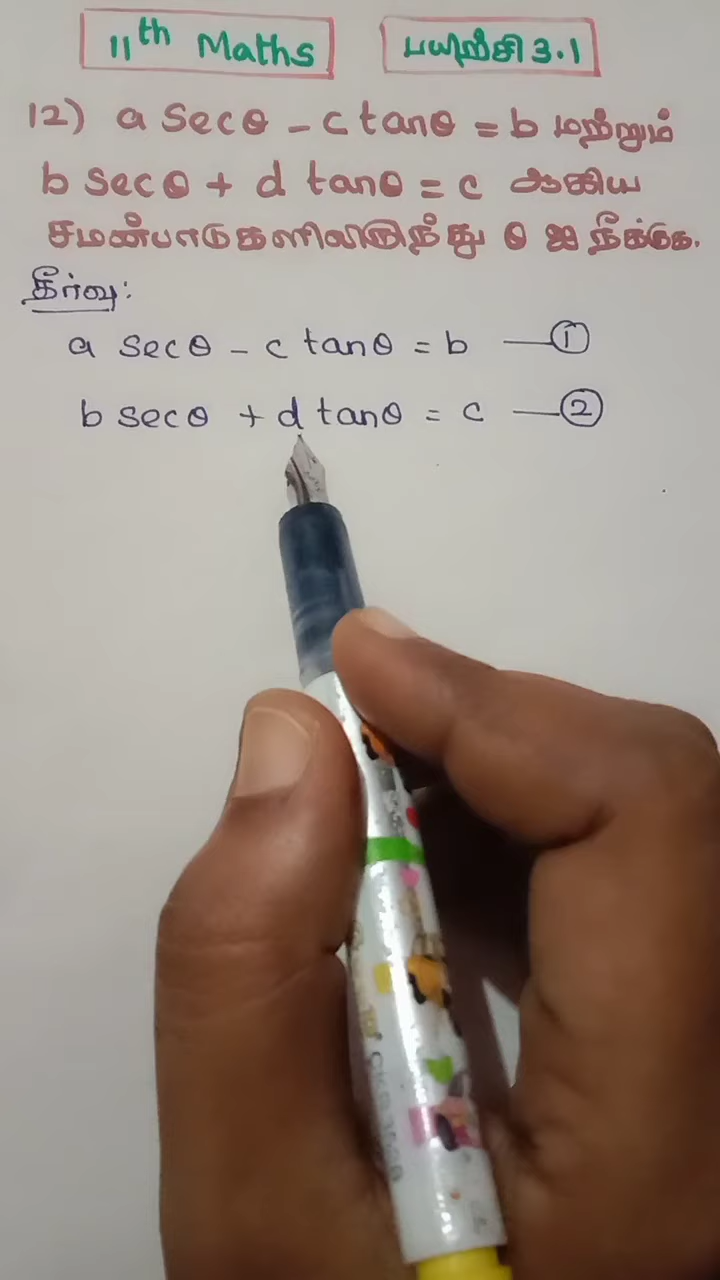 11th Maths பயிற்சி 3.1
12) a secθ - c tanθ = b மற்றும்
b secθ + d tanθ = c ஆகிய
சமன்பாடுகளிலிருந்து θ ஐ நீக்குக.
தீர்வு:
a secθ - c tanθ = b —①
b secθ + d tanθ = c —②